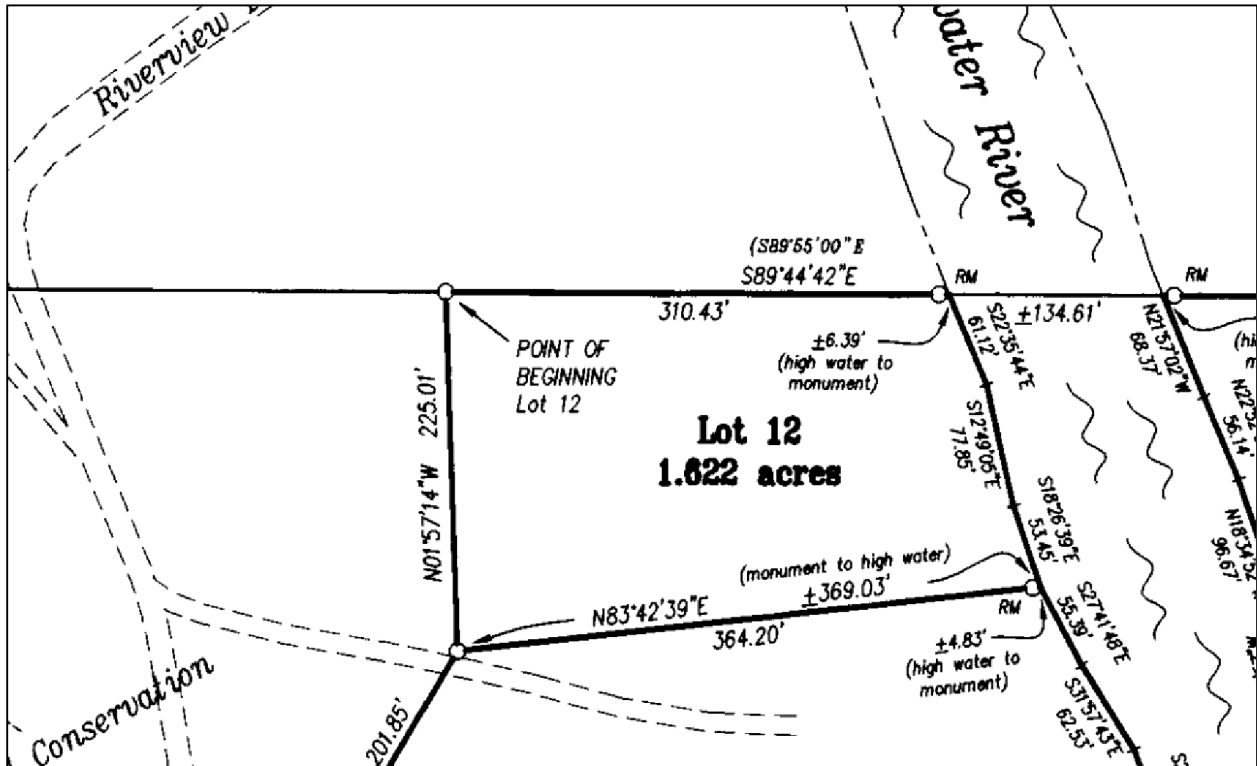 Riverview
water River
(S89°55'00"E
S89°44'42"E
RM
RM
310.43'
±134.61'
±6.39'
(high water to
monument)
S22°35'44"E
61.12'
N21°57'02"W
68.37'
(hi
POINT OF
BEGINNING
Lot 12
N01°57'14"W 225.01'
Lot 12
1.622 acres
S12°49'05"E
77.85'
N22°52'
56.14'
S18°26'39"E
53.45'
N18°34'52"
96.67'
(monument to high water)
±369.03'
N83°42'39"E
364.20'
RM
S27°41'48"E
55.39'
±4.83'
(high water to
monument)
S31°57'43"E
62.53'
Conservation
201.85'